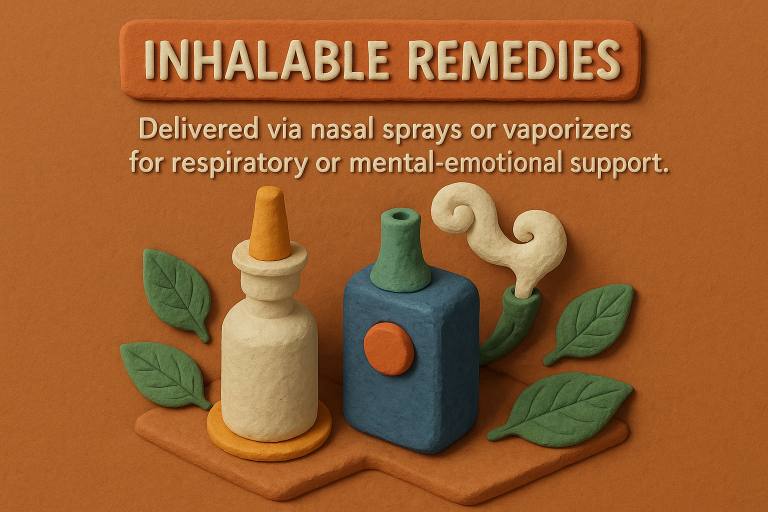 INHALABLE REMEDIES
Delivered via nasal sprays or vaporizers
for respiratory or mental-emotional support.